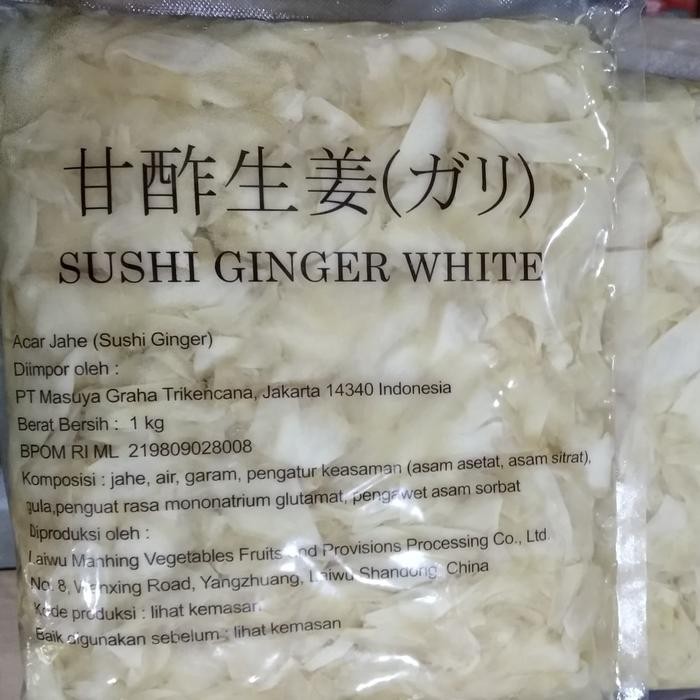 甘酢生姜(ガリ)
SUSHI GINGER WHITE
Acar Jahe (Sushi Ginger)
Diimpor oleh :
PT Masuya Graha Trikencana, Jakarta 14340 Indonesia
Berat Bersih : 1 kg
BPOM RI ML 219809028008
Komposisi : jahe, air, garam, pengatur keasaman (asam asetat, asam sitrat),
gula,penguat rasa mononatrium glutamat, pengawet asam sorbat
Diproduksi oleh :
Laiwu Manhing Vegetables Fruits and Provisions Processing Co., Ltd.
No. 8, Wenxing Road, Yangzhuang, Laiwu Shandong, China
Kode produksi : lihat kemasan
Baik digunakan sebelum : lihat kemasan